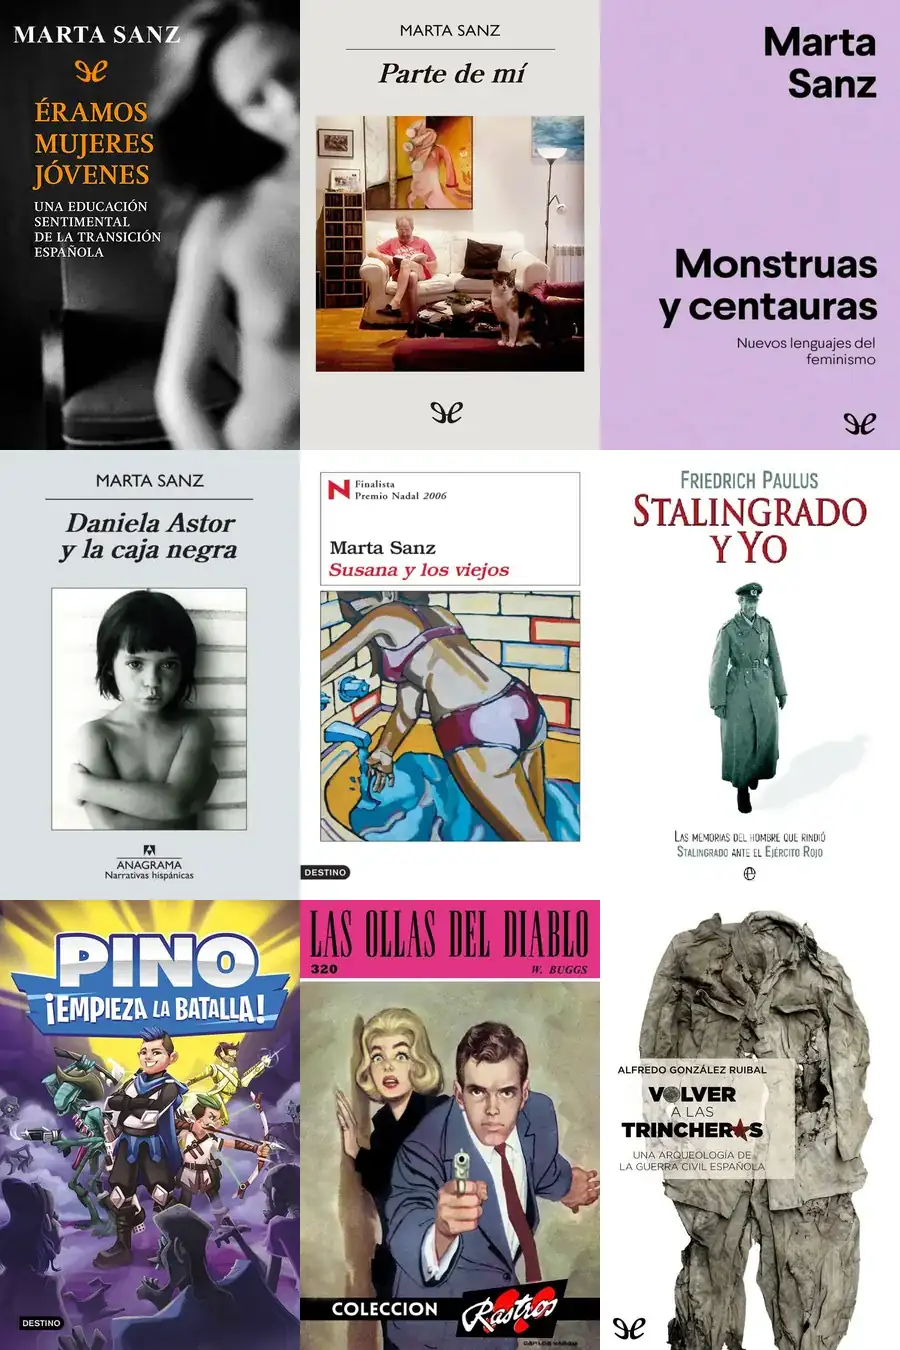 MARTA SANZ
ÉRAMOS
MUJERES
JÓVENES
UNA EDUCACIÓN
SENTIMENTAL
DE LA TRANSICIÓN
ESPAÑOLA
MARTA SANZ
Parte de mí
Marta
Sanz
Monstruas
y centauras
Nuevos lenguajes del
feminismo
MARTA SANZ
Daniela Astor
y la caja negra
ANAGRAMA
Narrativas hispánicas
N Finalista
Premio Nadal 2006
Marta Sanz
Susana y los viejos
DESTINO
FRIEDRICH PAULUS
STALINGRADO
Y YO
LAS MEMORIAS DEL HOMBRE QUE RINDIÓ
STALINGRADO ANTE EL EJÉRCITO ROJO
PINO
¡EMPIEZA LA BATALLA!
DESTINO
LAS OLLAS DEL DIABLO
320 W. BUGGS
COLECCION Rastros
ALFREDO GONZÁLEZ RUIBAL
VOLVER
A LAS
TRINCHERAS
UNA ARQUEOLOGÍA DE
LA GUERRA CIVIL ESPAÑOLA